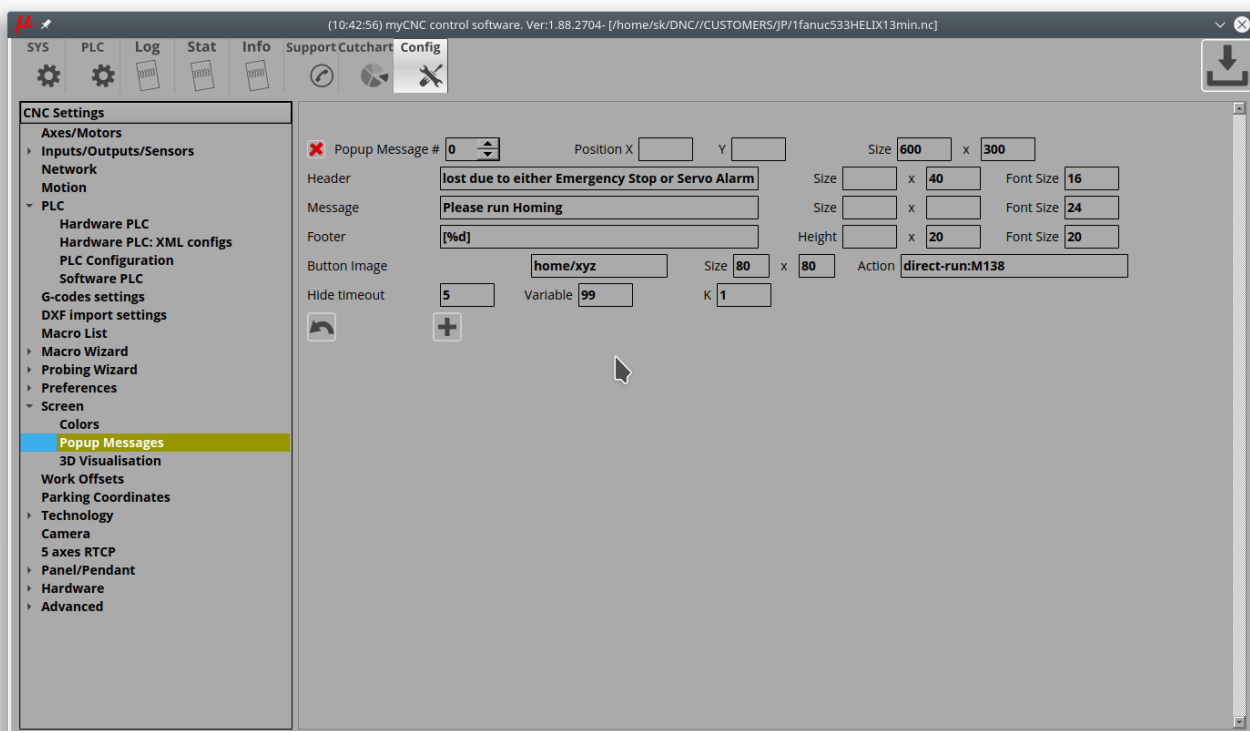 (10:42:56) myCNC control software. Ver:1.88.2704- [/home/sk/DNC//CUSTOMERS/JP/1fanuc533HELIX13min.nc]
SYS PLC Log Stat Info Support Cutchart Config
CNC Settings
Axes/Motors
Inputs/Outputs/Sensors
Network
Motion
PLC
Hardware PLC
Hardware PLC: XML configs
PLC Configuration
Software PLC
G-codes settings
DXF import settings
Macro List
Macro Wizard
Probing Wizard
Preferences
Screen
Colors
Popup Messages
3D Visualisation
Work Offsets
Parking Coordinates
Technology
Camera
5 axes RTCP
Panel/Pendant
Hardware
Advanced
Popup Message # 0 Position X Y Size 600 x 300
Header lost due to either Emergency Stop or Servo Alarm Size x 40 Font Size 16
Message Please run Homing Size x Font Size 24
Footer [%d] Height x 20 Font Size 20
Button Image home/xyz Size 80 x 80 Action direct-run:M138
Hide timeout 5 Variable 99 K 1